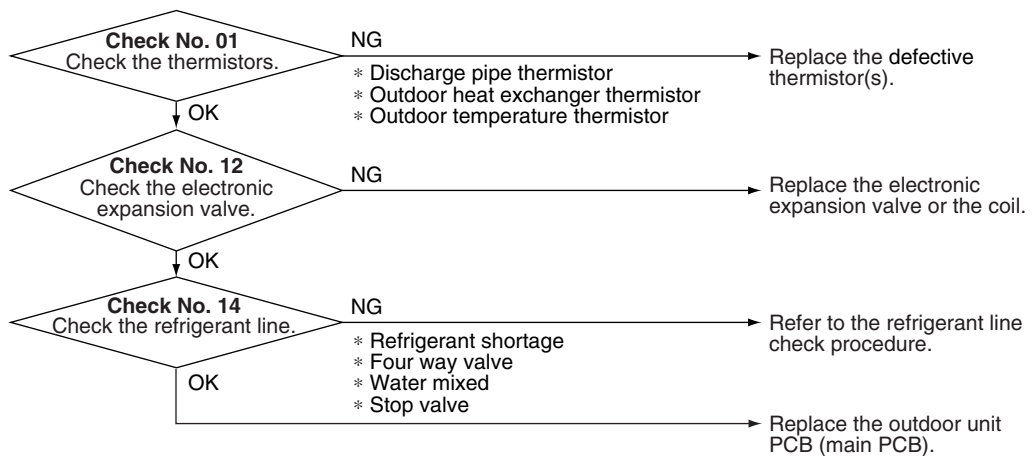 Check No. 01
Check the thermistors.
NG
∗ Discharge pipe thermistor
∗ Outdoor heat exchanger thermistor
∗ Outdoor temperature thermistor
Replace the defective
thermistor(s).
OK
Check No. 12
Check the electronic
expansion valve.
NG
Replace the electronic
expansion valve or the coil.
OK
Check No. 14
Check the refrigerant line.
NG
∗ Refrigerant shortage
∗ Four way valve
∗ Water mixed
∗ Stop valve
Refer to the refrigerant line
check procedure.
OK
Replace the outdoor unit
PCB (main PCB).